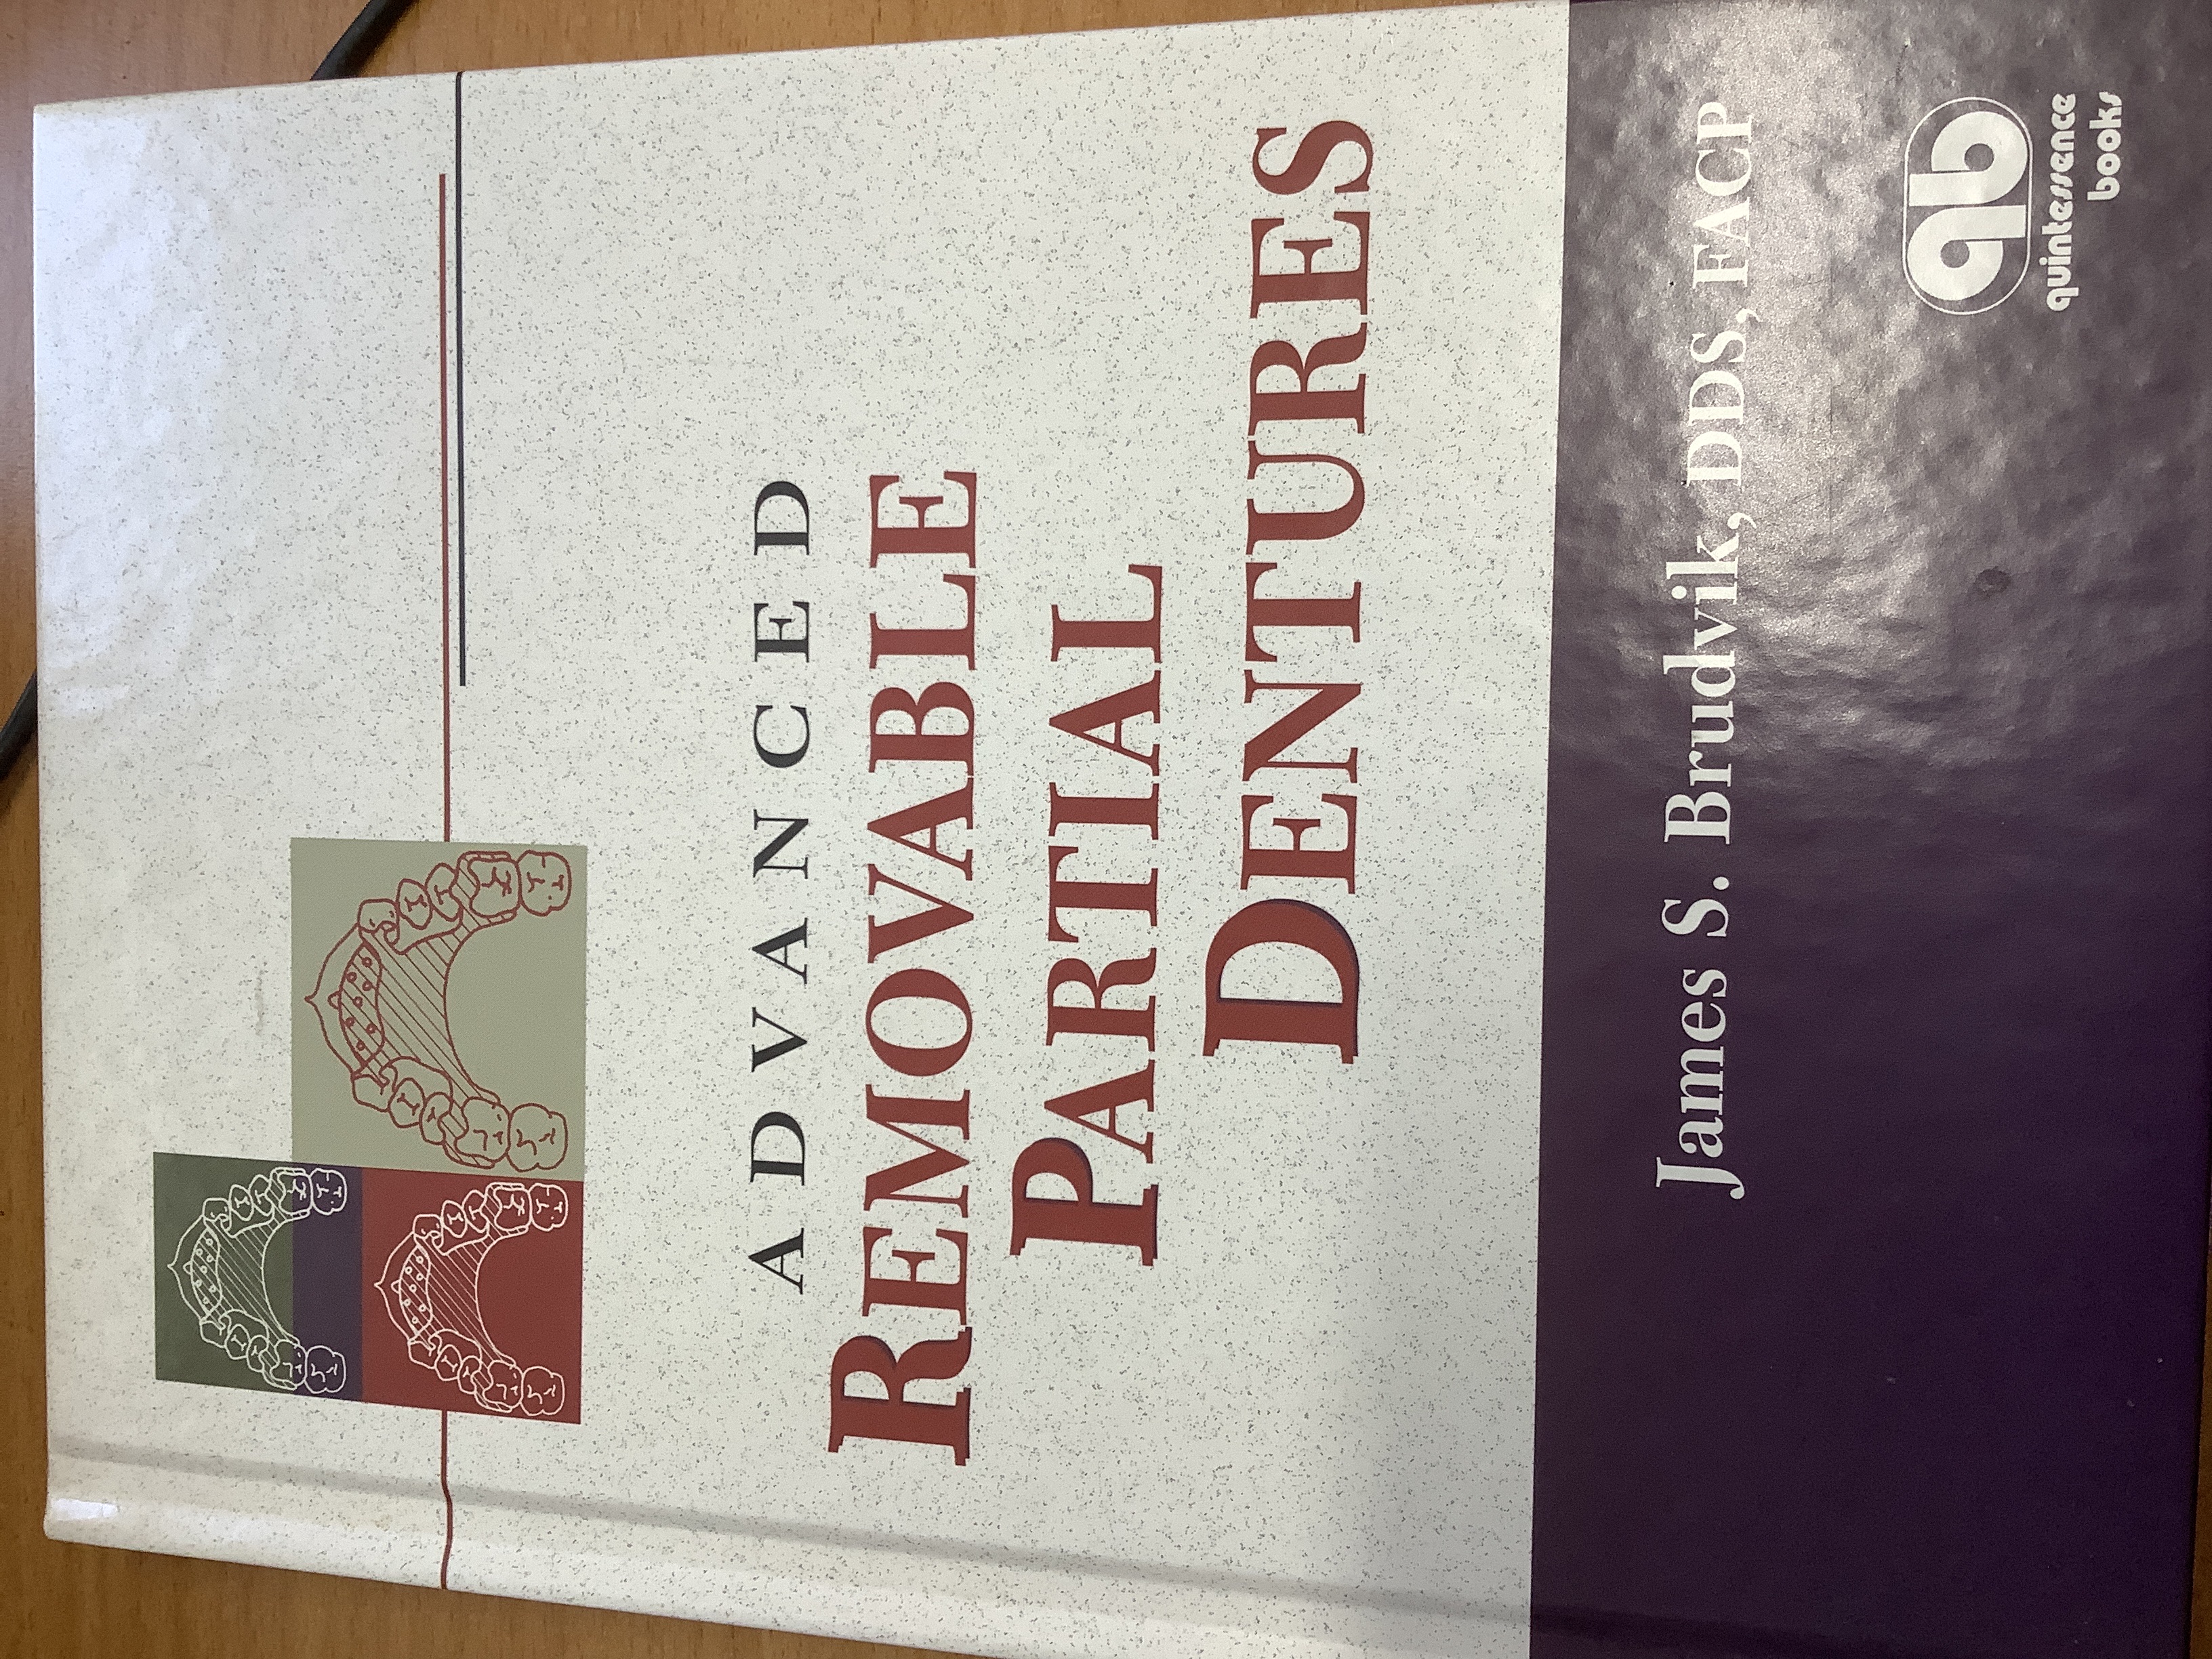 ADVANCED
REMOVABLE
PARTIAL
DENTURES
James S. Brudvik, DDS, FACP
qb
quintessence
books